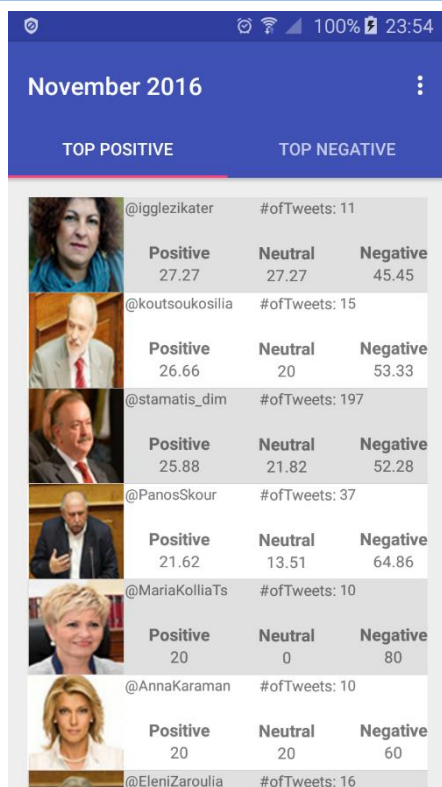 100% 23:54
November 2016
TOP POSITIVE TOP NEGATIVE
@igglezikater #ofTweets: 11
Positive Neutral Negative
27.27 27.27 45.45
@koutsoukosilia #ofTweets: 15
Positive Neutral Negative
26.66 20 53.33
@stamatis_dim #ofTweets: 197
Positive Neutral Negative
25.88 21.82 52.28
@PanosSkour #ofTweets: 37
Positive Neutral Negative
21.62 13.51 64.86
@MariaKolliaTs #ofTweets: 10
Positive Neutral Negative
20 0 80
@AnnaKaraman #ofTweets: 10
Positive Neutral Negative
20 20 60
@EleniZaroulia #ofTweets: 16